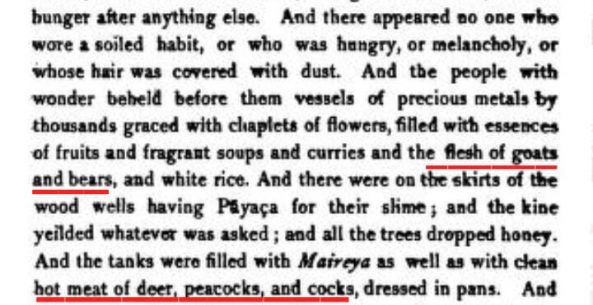 hunger after anything else. And there appeared no one who
wore a soiled habit, or who was hungry, or melancholy, or
whose hair was covered with dust. And the people with
wonder beheld before them vessels of precious metals by
thousands graced with chaplets of flowers, filled with essences
of fruits and fragrant soups and curries and the flesh of goats
and bears, and white rice. And there were on the skirts of the
wood wells having Pāyaça for their slime; and the kine
yeilded whatever was asked; and all the trees dropped honey.
And the tanks were filled with Maireya as well as with clean
hot meat of deer, peacocks, and cocks, dressed in pans. And